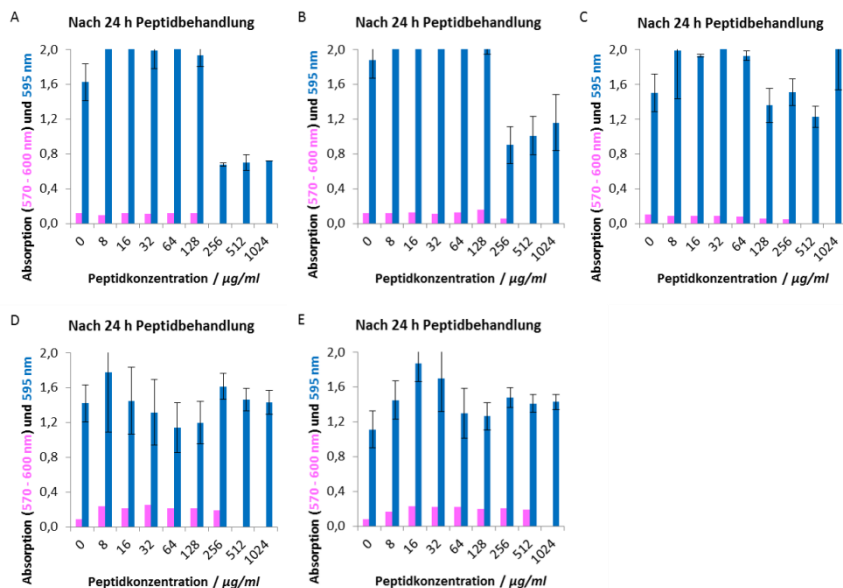 A
Nach 24 h Peptidbehandlung
Absorption (570 - 600 nm) und 595 nm
2,0
1,6
1,2
0,8
0,4
0,0
0 8 16 32 64 128 256 512 1024
Peptidkonzentration / µg/ml
B
Nach 24 h Peptidbehandlung
Absorption (570 - 600 nm) und 595 nm
2,0
1,6
1,2
0,8
0,4
0,0
0 8 16 32 64 128 256 512 1024
Peptidkonzentration / µg/ml
C
Nach 24 h Peptidbehandlung
Absorption (570 - 600 nm) und 595 nm
2,0
1,6
1,2
0,8
0,4
0,0
0 8 16 32 64 128 256 512 1024
Peptidkonzentration / µg/ml
D
Nach 24 h Peptidbehandlung
Absorption (570 - 600 nm) und 595 nm
2,0
1,6
1,2
0,8
0,4
0,0
0 8 16 32 64 128 256 512 1024
Peptidkonzentration / µg/ml
E
Nach 24 h Peptidbehandlung
Absorption (570 - 600 nm) und 595 nm
2,0
1,6
1,2
0,8
0,4
0,0
0 8 16 32 64 128 256 512 1024
Peptidkonzentration / µg/ml